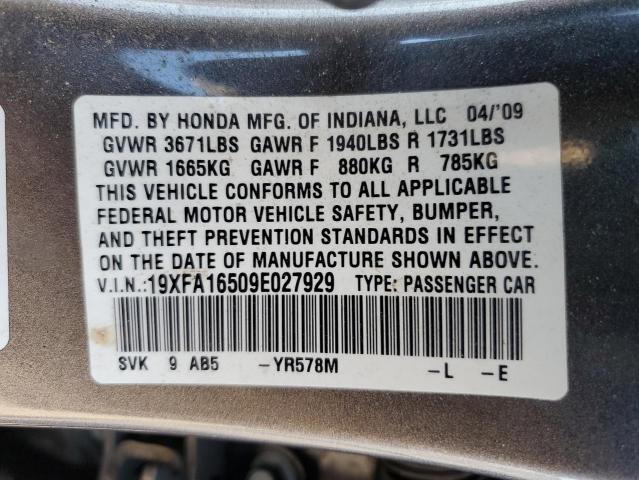 MFD. BY HONDA MFG. OF INDIANA, LLC 04/'09
GVWR 3671LBS GAWR F 1940LBS R 1731LBS
GVWR 1665KG GAWR F 880KG R 785KG
THIS VEHICLE CONFORMS TO ALL APPLICABLE
FEDERAL MOTOR VEHICLE SAFETY, BUMPER,
AND THEFT PREVENTION STANDARDS IN EFFECT
ON THE DATE OF MANUFACTURE SHOWN ABOVE.
V.I.N.:19XFA16509E027929 TYPE: PASSENGER CAR
SVK 9 AB5 -YR578M -L -E